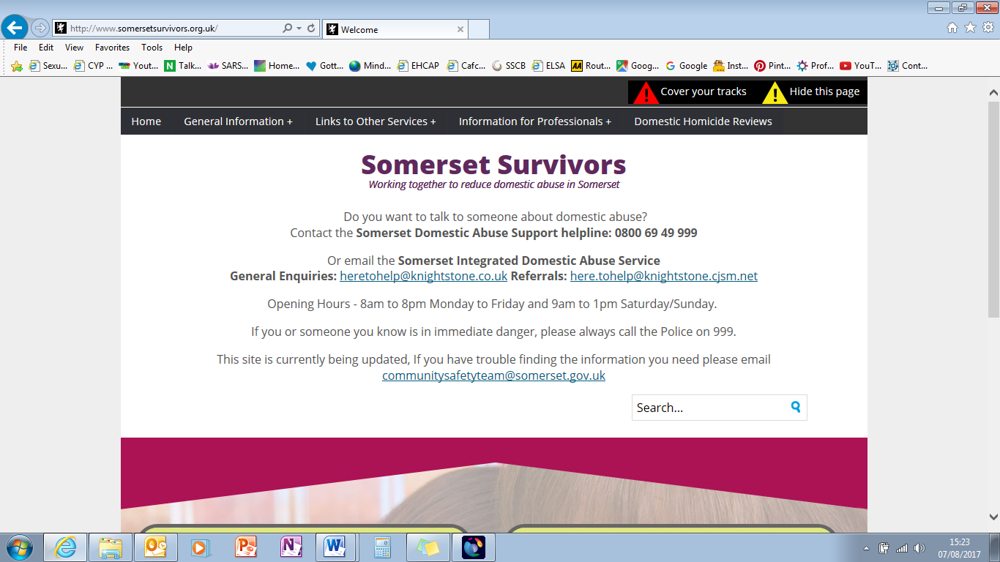 http://www.somersetsurvivors.org.uk/
Welcome
File Edit View Favorites Tools Help
Sexu... CYP ... Yout... Talk... SARS... Home... Gott... Mind... EHCAP Cafc... SSCB ELSA Rout... Goog... Google Inst... Pint... Prof... YouT... Cont...
Cover your tracks Hide this page
Home General Information + Links to Other Services + Information for Professionals + Domestic Homicide Reviews
Somerset Survivors
Working together to reduce domestic abuse in Somerset
Do you want to talk to someone about domestic abuse?
Contact the Somerset Domestic Abuse Support helpline: 0800 69 49 999
Or email the Somerset Integrated Domestic Abuse Service
General Enquiries: heretohelp@knightstone.co.uk Referrals: here.tohelp@knightstone.cjsm.net
Opening Hours - 8am to 8pm Monday to Friday and 9am to 1pm Saturday/Sunday.
If you or someone you know is in immediate danger, please always call the Police on 999.
This site is currently being updated, If you have trouble finding the information you need please email
communitysafetyteam@somerset.gov.uk
Search...
15:23
07/08/2017